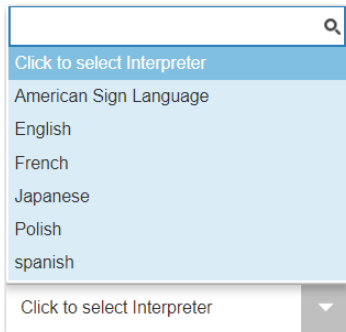 Click to select Interpreter
American Sign Language
English
French
Japanese
Polish
spanish
Click to select Interpreter